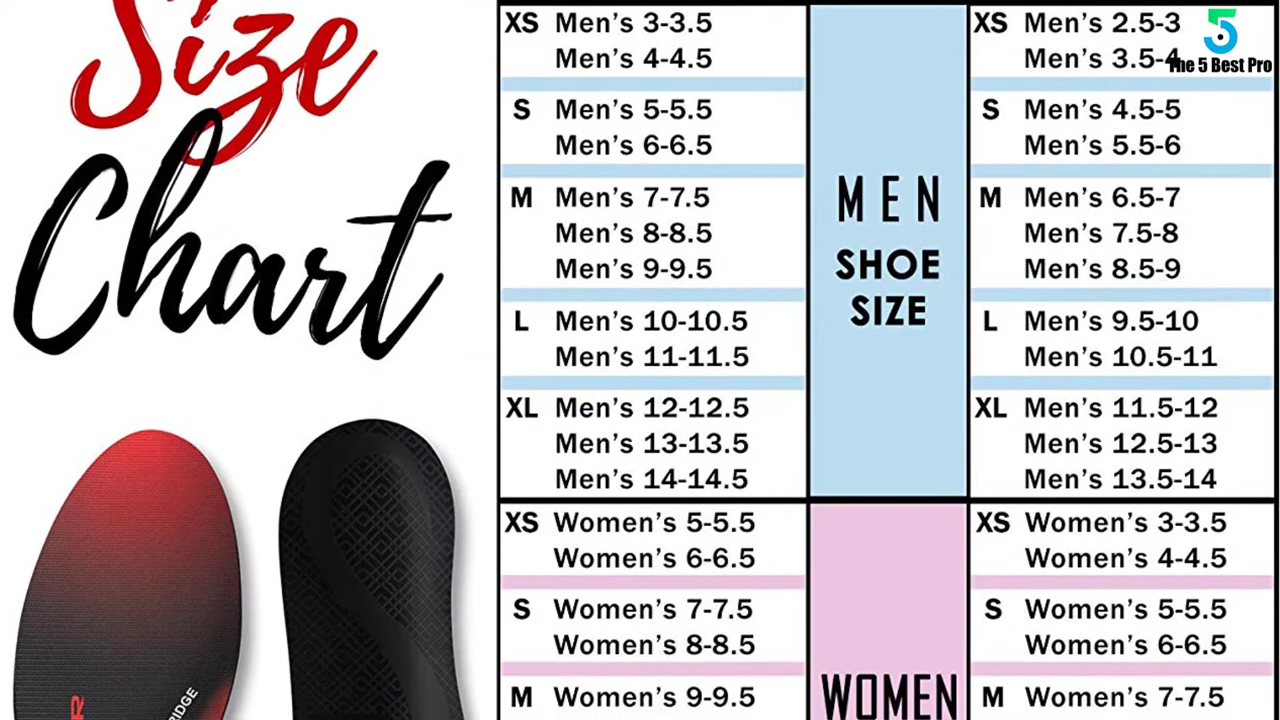 Size
Chart
XS Men's 3-3.5
Men's 4-4.5
S Men's 5-5.5
Men's 6-6.5
M Men's 7-7.5
Men's 8-8.5
Men's 9-9.5
L Men's 10-10.5
Men's 11-11.5
XL Men's 12-12.5
Men's 13-13.5
Men's 14-14.5
MEN
SHOE
SIZE
XS Men's 2.5-3
Men's 3.5-4
S Men's 4.5-5
Men's 5.5-6
M Men's 6.5-7
Men's 7.5-8
Men's 8.5-9
L Men's 9.5-10
Men's 10.5-11
XL Men's 11.5-12
Men's 12.5-13
Men's 13.5-14
5
The 5 Best Pro
XS Women's 5-5.5
Women's 6-6.5
S Women's 7-7.5
Women's 8-8.5
M Women's 9-9.5
WOMEN
XS Women's 3-3.5
Women's 4-4.5
S Women's 5-5.5
Women's 6-6.5
M Women's 7-7.5